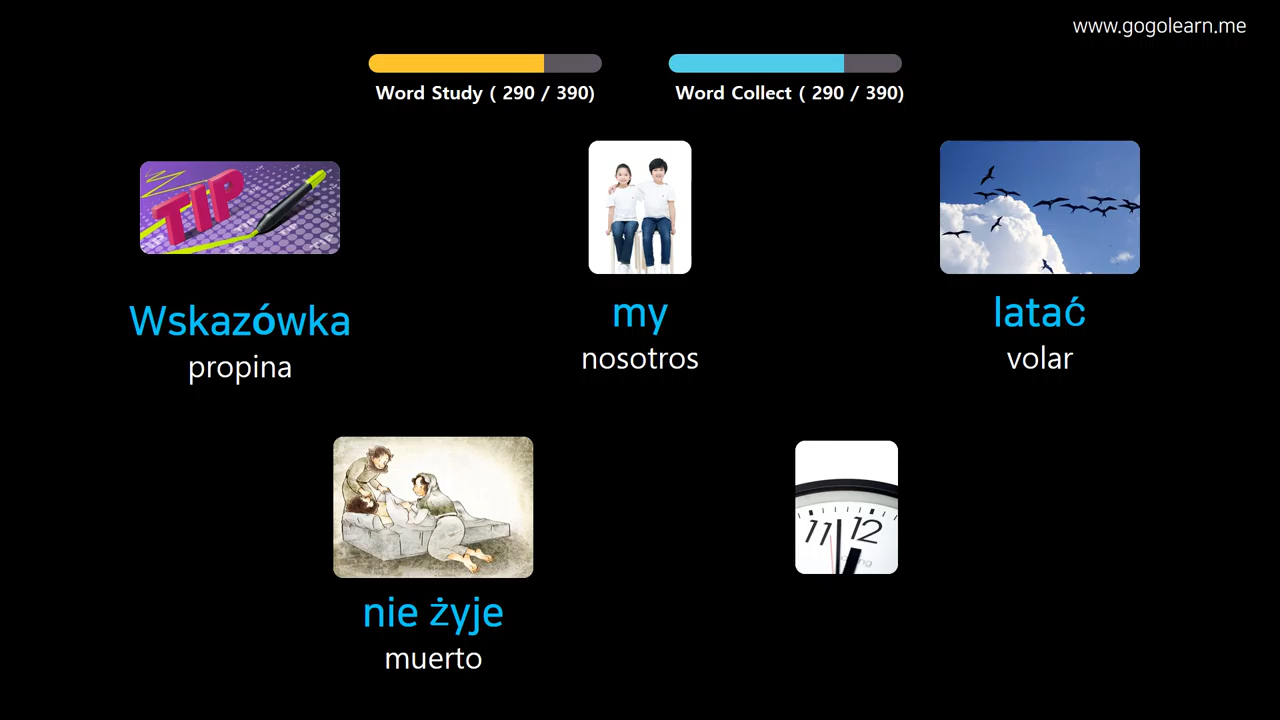 www.gogolearn.me
Word Study ( 290 / 390)
Word Collect ( 290 / 390)
TIP
Wskazówka
propina
my
nosotros
latać
volar
11 12
nie żyje
muerto